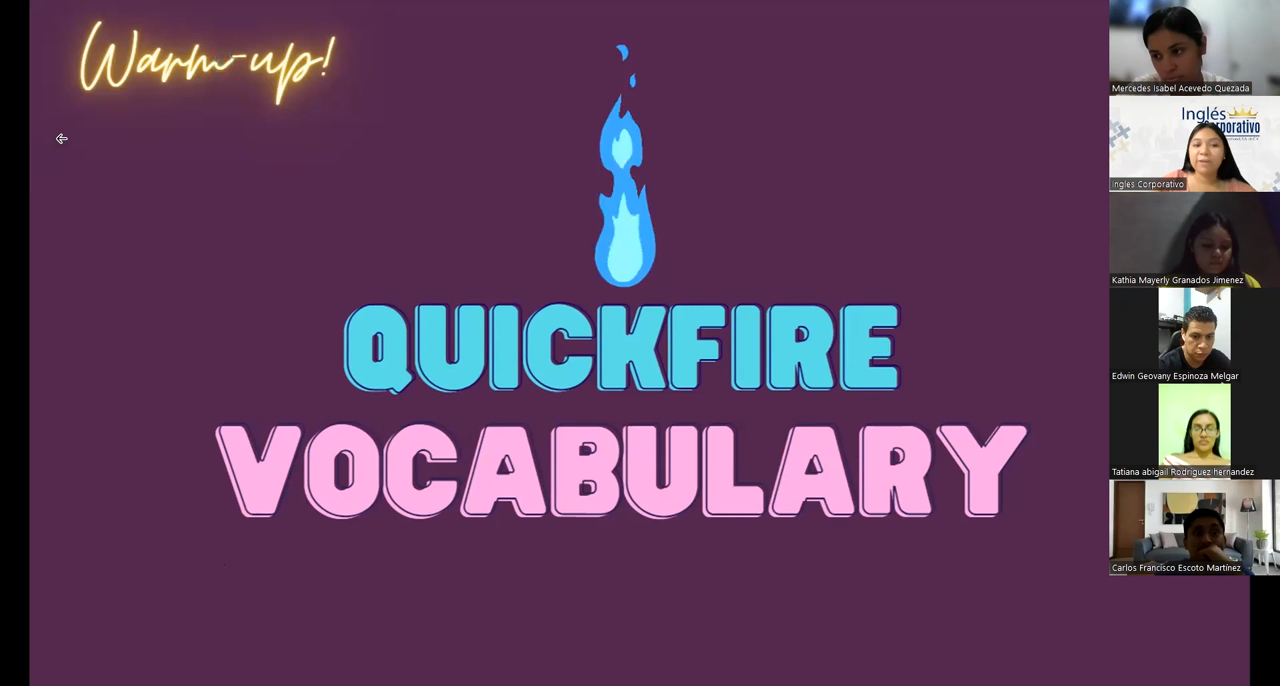 Warm-up!
QUICKFIRE
VOCABULARY
Mercedes Isabel Acevedo Quezada
Inglés
Corporativo
Ingles Corporativo
Kathia Mayerly Granados Jimenez
Edwin Geovany Espinoza Melgar
Tatiana abigail Rodriguez hernandez
Carlos Francisco Escoto Martínez